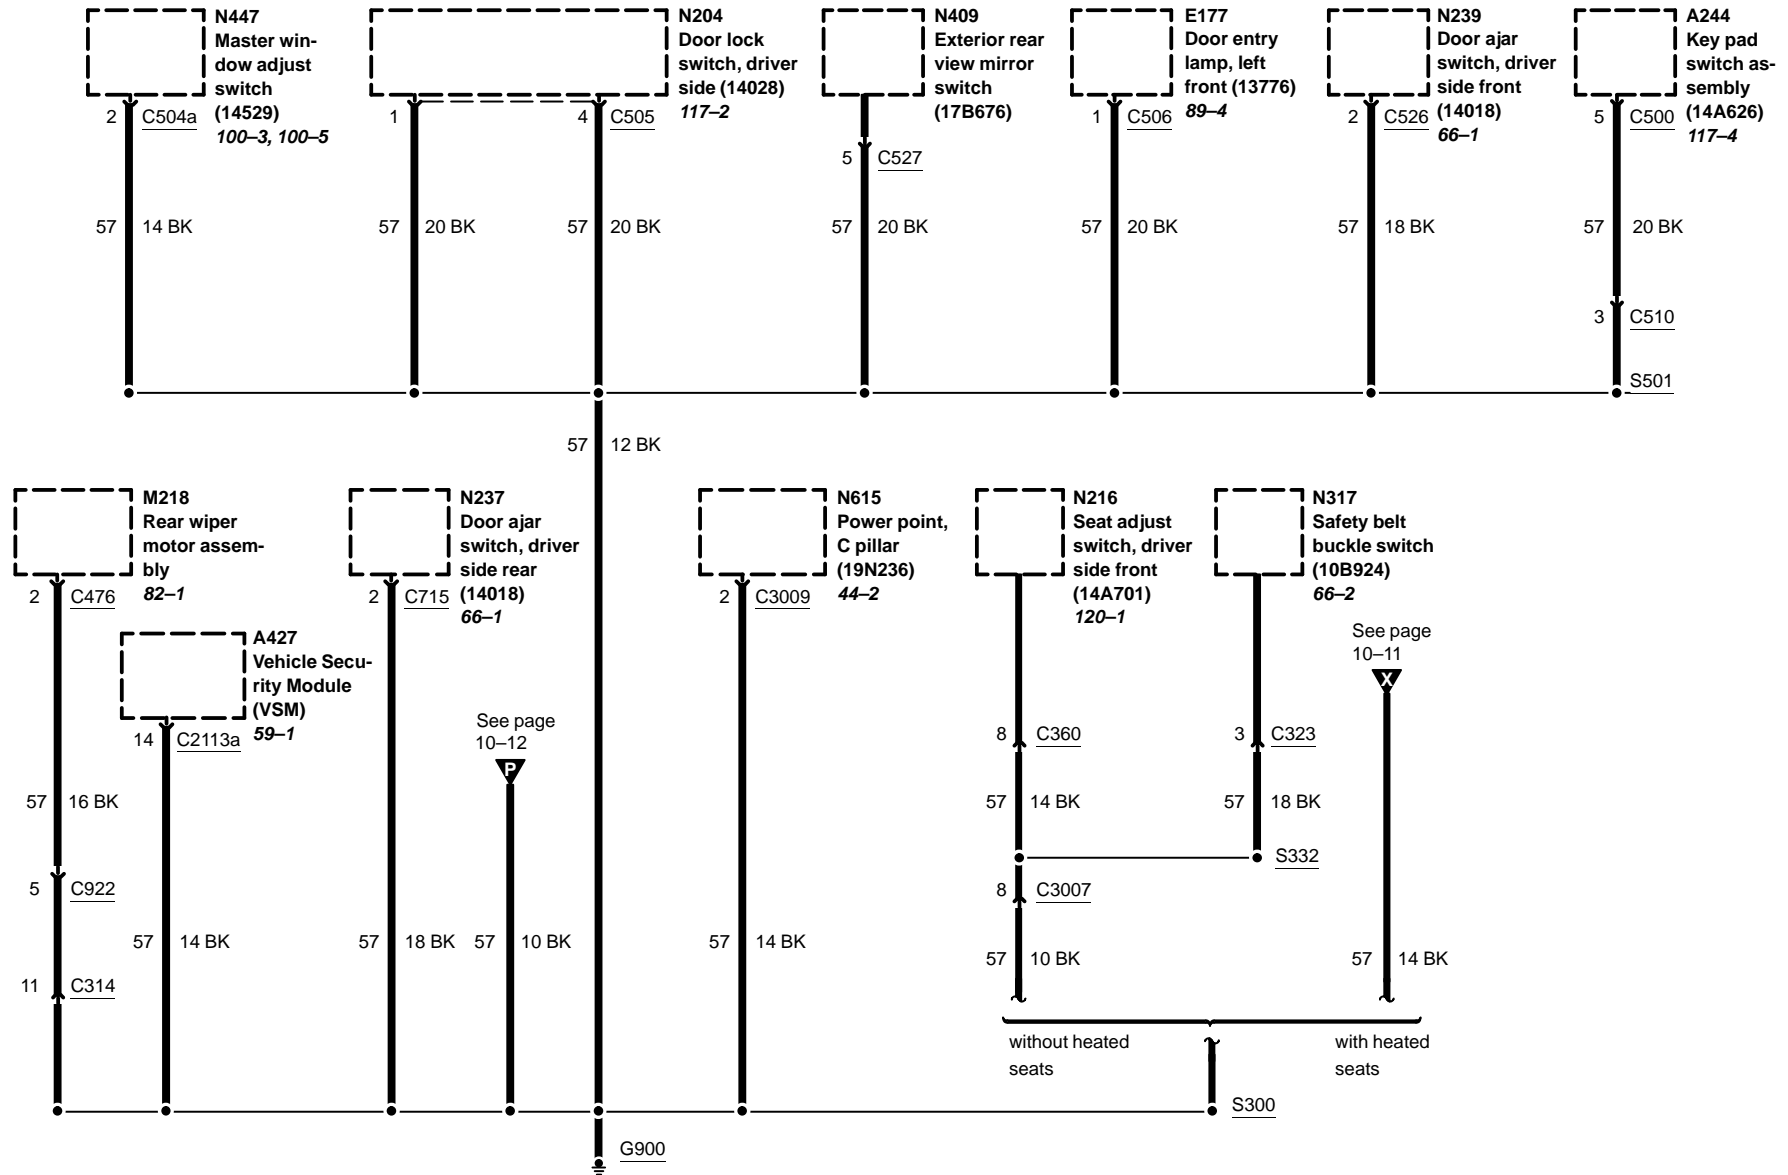 N447
Master win-
dow adjust
switch
(14529)
100–3, 100–5
2 C504a
57 14 BK
N204
Door lock
switch, driver
side (14028)
117–2
1
4 C505
57 20 BK
57 20 BK
N409
Exterior rear
view mirror
switch
(17B676)
5 C527
57 20 BK
E177
Door entry
lamp, left
front (13776)
89–4
1 C506
57 20 BK
N239
Door ajar
switch, driver
side front
(14018)
66–1
2 C526
57 18 BK
A244
Key pad
switch as-
sembly
(14A626)
117–4
5 C500
57 20 BK
3 C510
S501
57 12 BK
M218
Rear wiper
motor assem-
bly
82–1
2 C476
57 16 BK
5 C922
11 C314
A427
Vehicle Secu-
rity Module
(VSM)
59–1
14 C2113a
57 14 BK
N237
Door ajar
switch, driver
side rear
(14018)
66–1
2 C715
57 18 BK
See page
10–12
P
57 10 BK
N615
Power point,
C pillar
(19N236)
44–2
2 C3009
57 14 BK
N216
Seat adjust
switch, driver
side front
(14A701)
120–1
8 C360
57 14 BK
N317
Safety belt
buckle switch
(10B924)
66–2
3 C323
57 18 BK
S332
8 C3007
57 10 BK
See page
10–11
X
57 14 BK
without heated
seats
with heated
seats
S300
G900